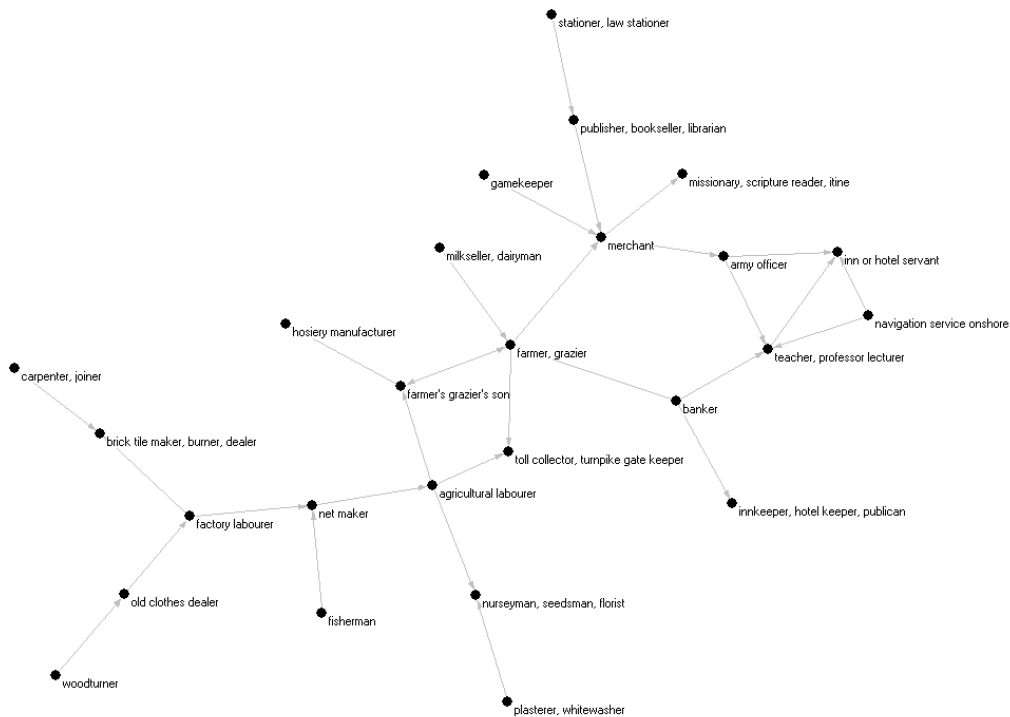 stationer, law stationer
publisher, bookseller, librarian
gamekeeper
missionary, scripture reader, itine
merchant
milkseller, dairyman
army officer
inn or hotel servant
hosiery manufacturer
navigation service onshore
farmer, grazier
teacher, professor lecturer
carpenter, joiner
farmer's grazier's son
banker
brick tile maker, burner, dealer
toll collector, turnpike gate keeper
agricultural labourer
net maker
innkeeper, hotel keeper, publican
factory labourer
old clothes dealer
nurseyman, seedsman, florist
fisherman
woodturner
plasterer, whitewasher